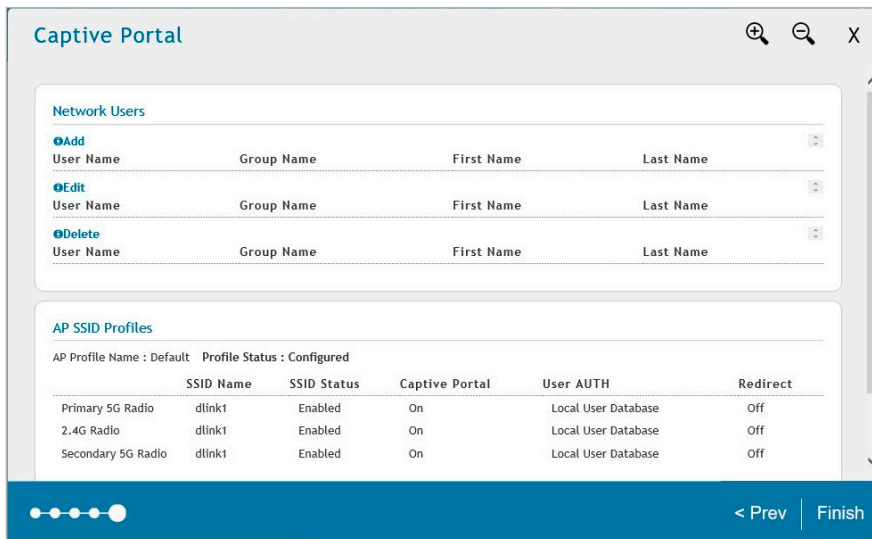 Captive Portal X
Network Users
Add
User Name Group Name First Name Last Name
Edit
User Name Group Name First Name Last Name
Delete
User Name Group Name First Name Last Name
AP SSID Profiles
AP Profile Name : Default Profile Status : Configured
SSID Name SSID Status Captive Portal User AUTH Redirect
Primary 5G Radio dlink1 Enabled On Local User Database Off
2.4G Radio dlink1 Enabled On Local User Database Off
Secondary 5G Radio dlink1 Enabled On Local User Database Off
< Prev Finish